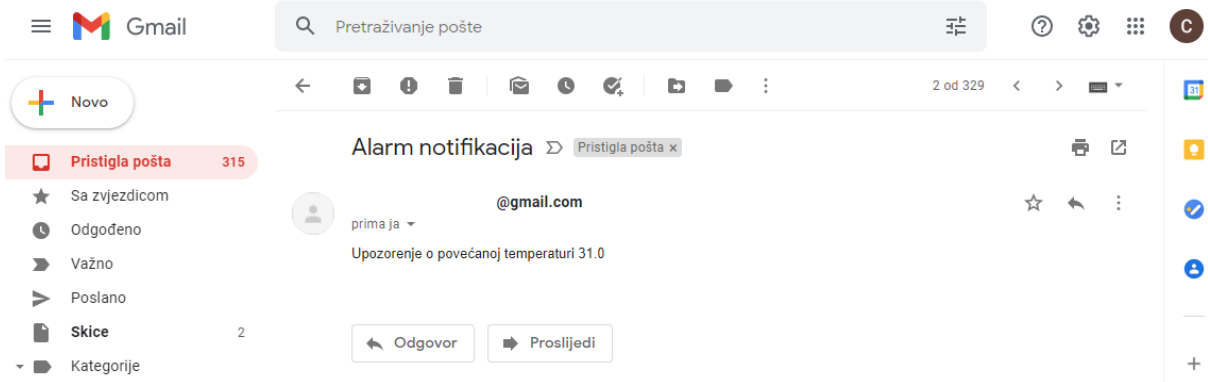 Gmail
Pretraživanje pošte
C
Novo
2 od 329
31
Alarm notifikacija
Pristigla pošta x
Pristigla pošta 315
Sa zvjezdicom
Odgođeno
Važno
Poslano
Skice 2
Kategorije
@gmail.com
prima ja
Upozorenje o povećanoj temperaturi 31.0
Odgovor
Proslijedi